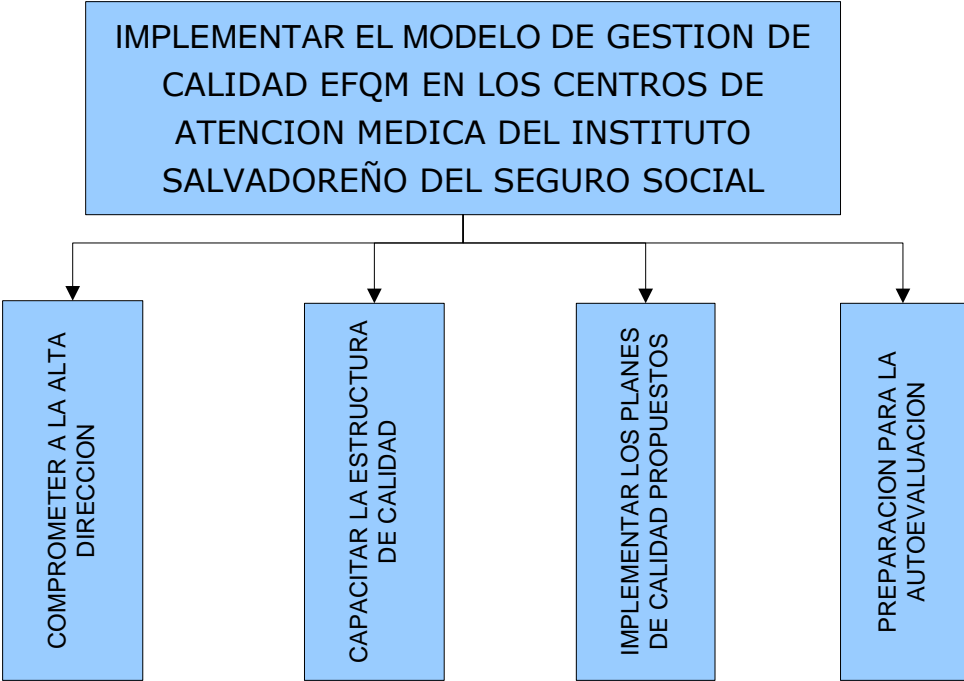 IMPLEMENTAR EL MODELO DE GESTION DE
CALIDAD EFQM EN LOS CENTROS DE
ATENCION MEDICA DEL INSTITUTO
SALVADOREÑO DEL SEGURO SOCIAL
COMPROMETER A LA ALTA
DIRECCION
CAPACITAR LA ESTRUCTURA
DE CALIDAD
IMPLEMENTAR LOS PLANES
DE CALIDAD PROPUESTOS
PREPARACION PARA LA
AUTOEVALUACION